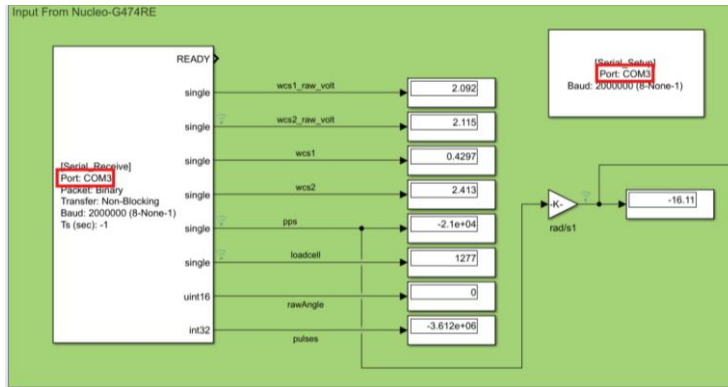 Input From Nucleo-G474RE
READY
single
wcs1_raw_volt
2.092
single
wcs2_raw_volt
2.115
single
wcs1
0.4297
single
wcs2
2.413
single
pps
-2.1e+04
single
loadcell
1277
uint16
rawAngle
0
int32
pulses
-3.612e+06
[Serial_Receive]
Port: COM3
Packet: Binary
Transfer: Non-Blocking
Baud: 2000000 (8-None-1)
Ts (sec): -1
[Serial_Setup]
Port: COM3
Baud: 2000000 (8-None-1)
-K-
rad/s1
-16.11